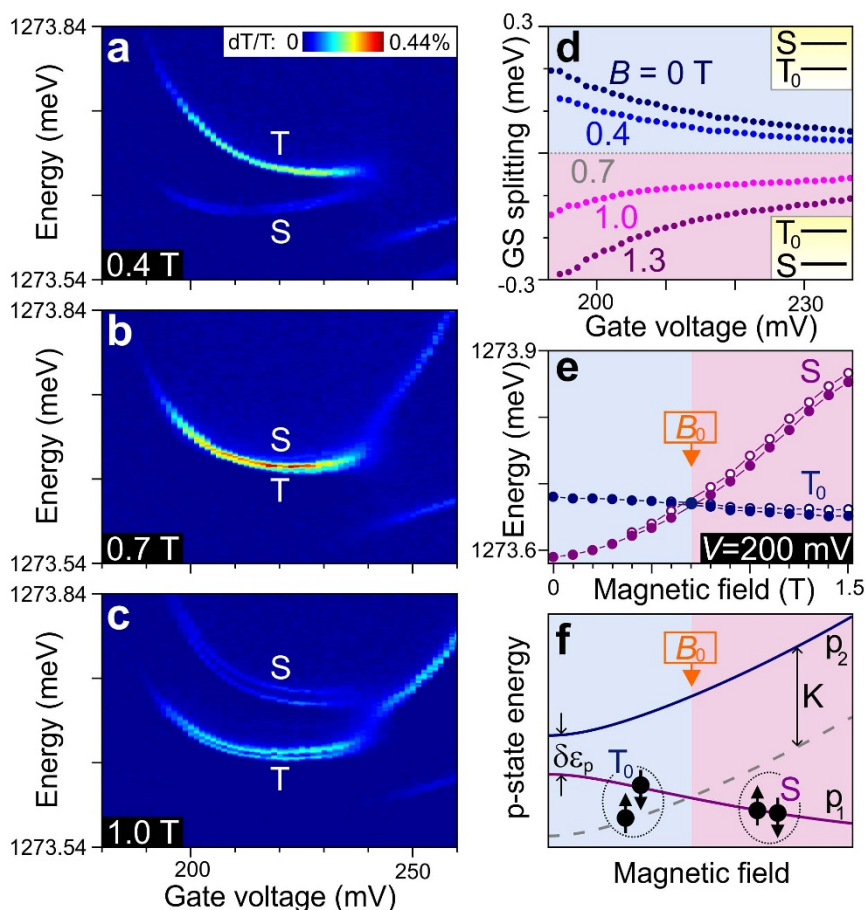 a
dT/T: 0
0.44%
1273.84
Energy (meV)
1273.54
T
S
0.4 T
b
1273.84
Energy (meV)
1273.54
S
T
0.7 T
c
1273.84
Energy (meV)
1273.54
S
T
1.0 T
200
250
Gate voltage (mV)
d
0.3
GS splitting (meV)
-0.3
B = 0 T
0.4
0.7
1.0
1.3
S
T0
T0
S
200
230
Gate voltage (mV)
e
1273.9
Energy (meV)
1273.6
B0
S
T0
V=200 mV
0
1.5
Magnetic field (T)
f
p-state energy
B0
p2
K
δεp
T0
S
p1
Magnetic field